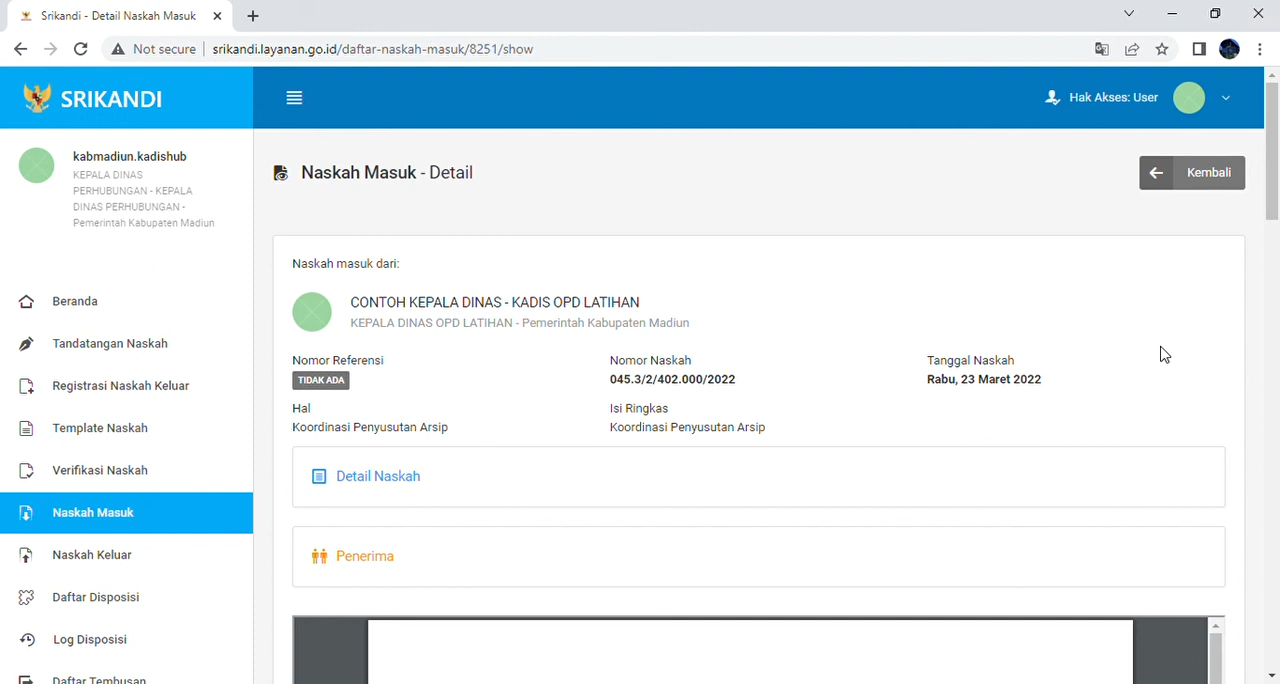 Srikandi - Detail Naskah Masuk
Not secure
srikandi.layanan.go.id/daftar-naskah-masuk/8251/show
SRIKANDI
Hak Akses: User
kabmadiun.kadishub
KEPALA DINAS
PERHUBUNGAN - KEPALA
DINAS PERHUBUNGAN -
Pemerintah Kabupaten Madiun
Beranda
Tandatangan Naskah
Registrasi Naskah Keluar
Template Naskah
Verifikasi Naskah
Naskah Masuk
Naskah Keluar
Daftar Disposisi
Log Disposisi
Daftar Tembusan
Naskah Masuk - Detail
Kembali
Naskah masuk dari:
CONTOH KEPALA DINAS - KADIS OPD LATIHAN
KEPALA DINAS OPD LATIHAN - Pemerintah Kabupaten Madiun
Nomor Referensi
TIDAK ADA
Nomor Naskah
045.3/2/402.000/2022
Tanggal Naskah
Rabu, 23 Maret 2022
Hal
Koordinasi Penyusutan Arsip
Isi Ringkas
Koordinasi Penyusutan Arsip
Detail Naskah
Penerima